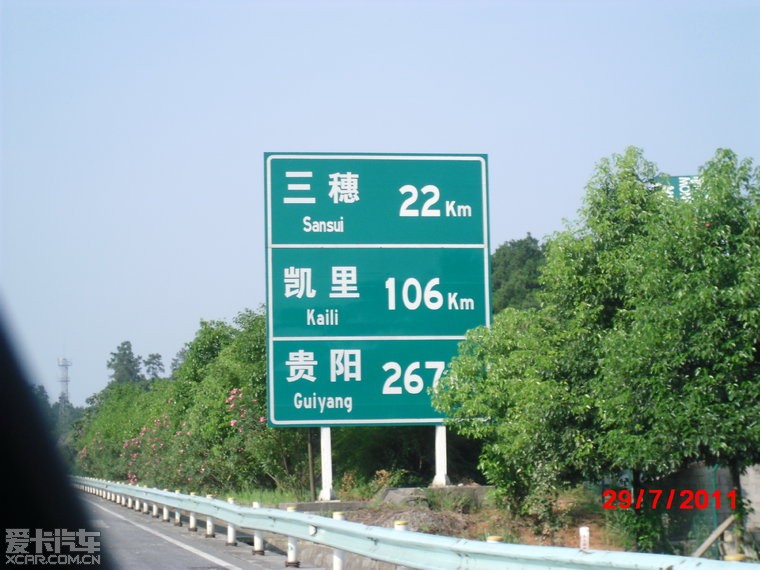 三穗 22 Km
Sansui
凯里 106 Km
Kaili
贵阳 267
Guiyang
29/7/2011
爱卡汽车
XCAR.COM.CN